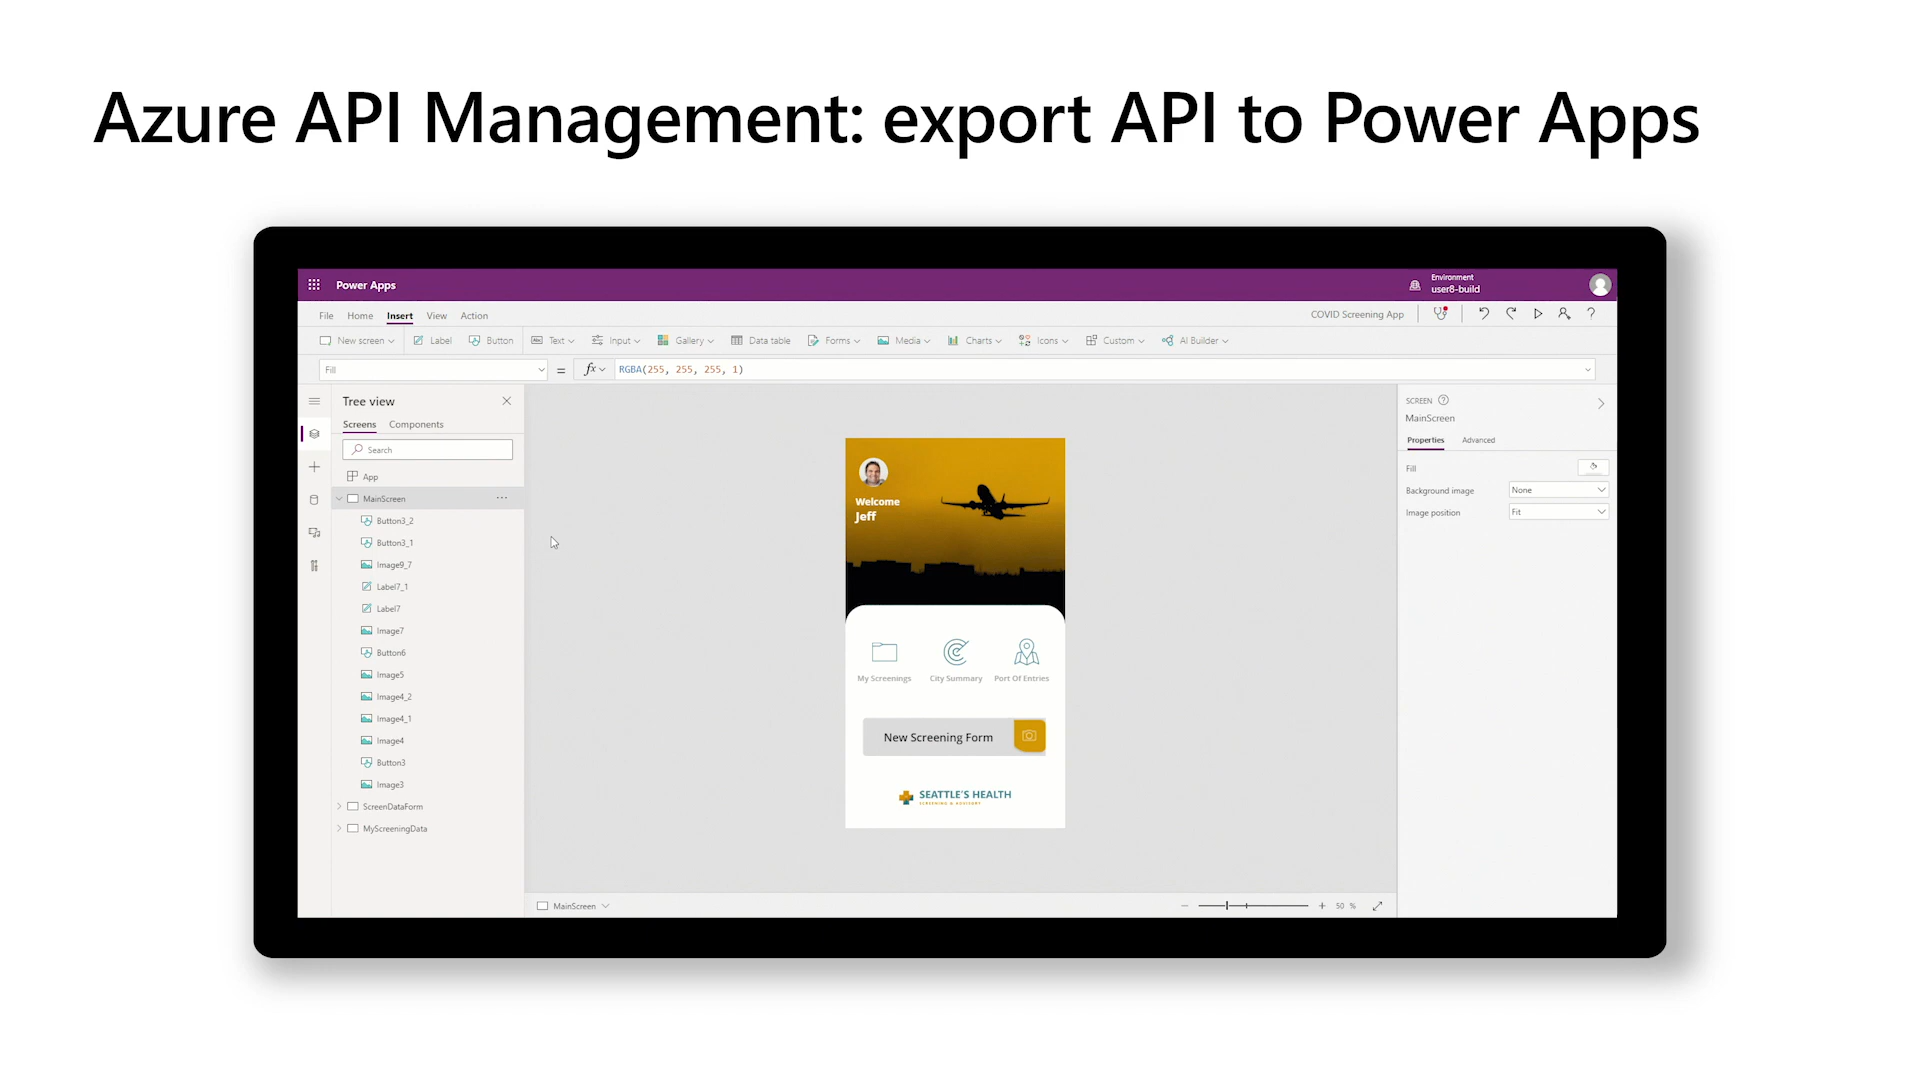 Azure API Management: export API to Power Apps
Power Apps
Environment
user8-build
File Home Insert View Action
COVID Screening App
New screen Label Button Text Input Gallery Data table Forms Media Charts Icons Custom AI Builder
Fill = fx RGBA(255, 255, 255, 1)
Tree view
Screens Components
Search
App
MainScreen
Button3_2
Button3_1
Image9_7
Label7_1
Label7
Image7
Button6
Image5
Image4_2
Image4_1
Image4
Button3
Image3
ScreenDataForm
MyScreeningData
Welcome
Jeff
My Screenings City Summary Port Of Entries
New Screening Form
SEATTLE'S HEALTH
SCREENING & ADVISORY
MainScreen
50 %
SCREEN
MainScreen
Properties Advanced
Fill
Background image None
Image position Fit